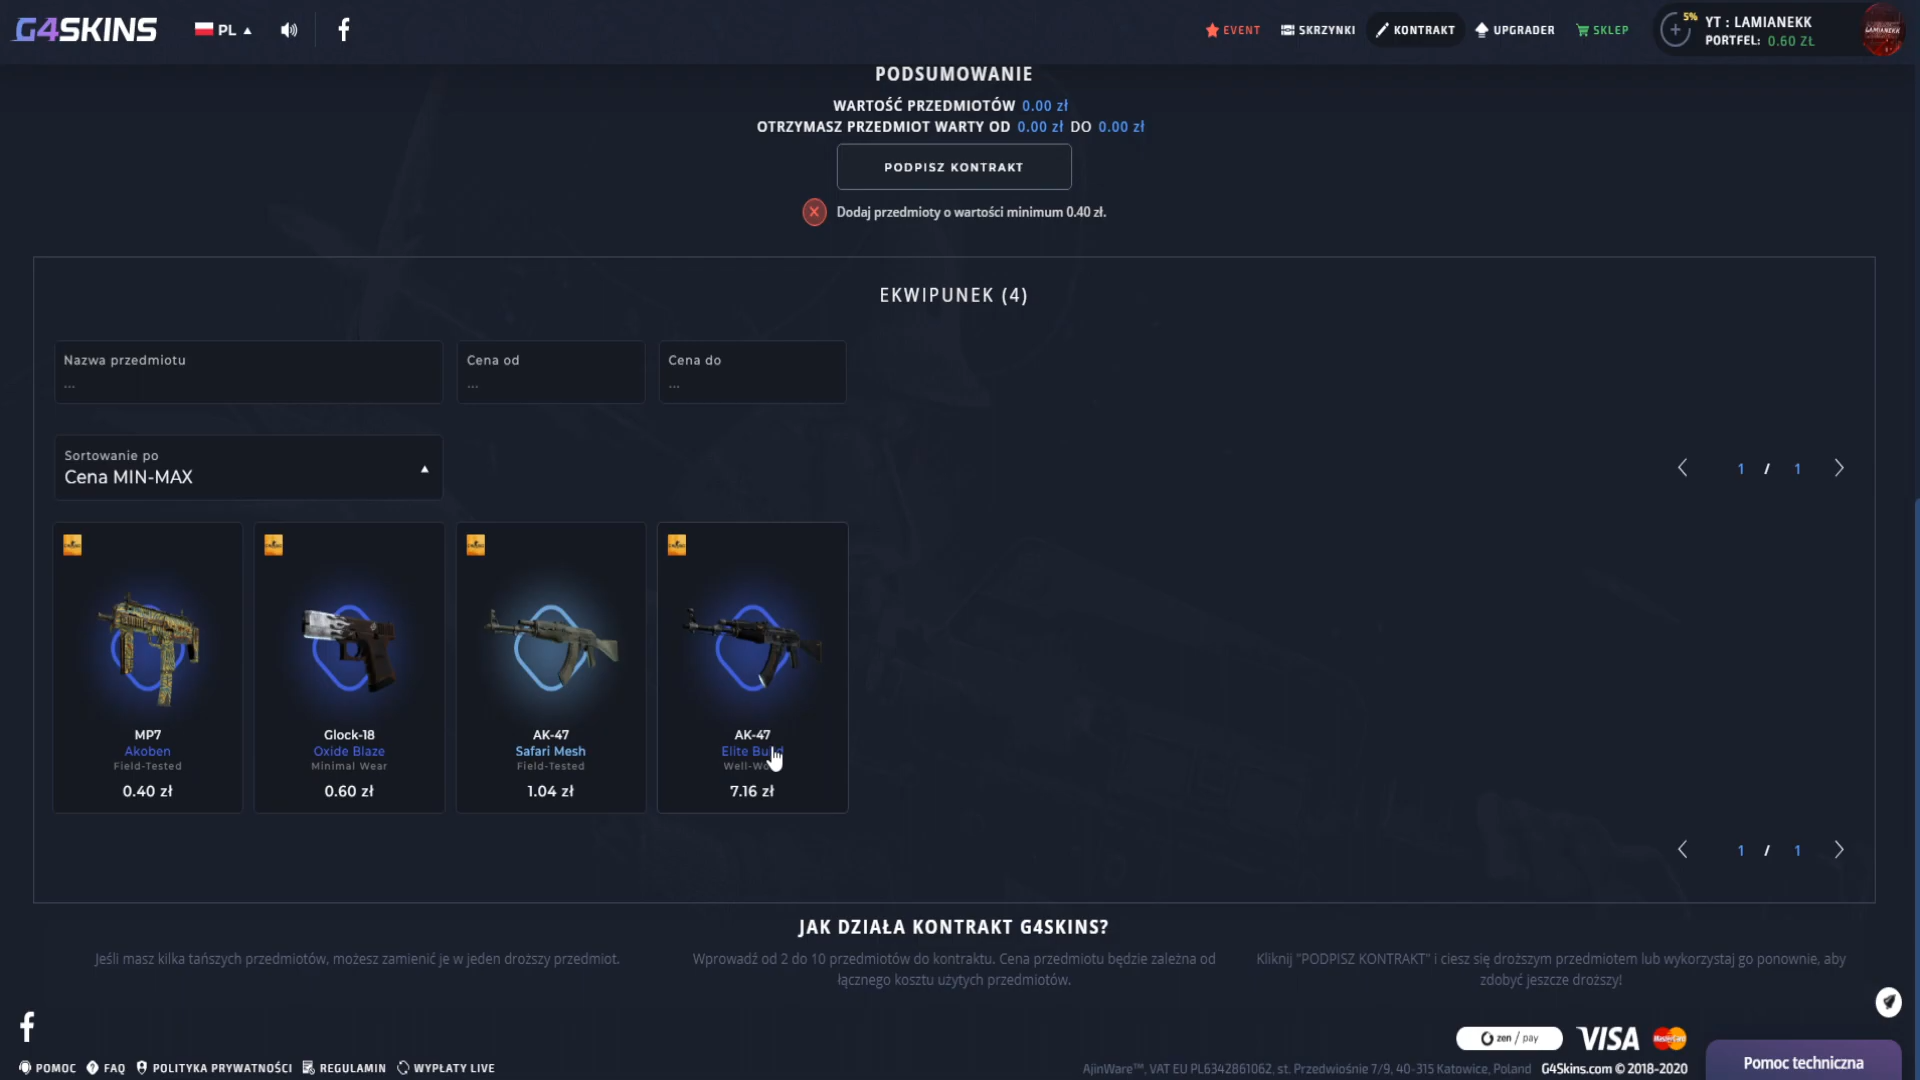 G4SKINS
PL
EVENT
SKRZYNKI
KONTRAKT
UPGRADER
SKLEP
5%
YT : LAMIANEKK
PORTFEL: 0.60 ZŁ
LAMIANEKK
PODSUMOWANIE
WARTOŚĆ PRZEDMIOTÓW 0.00 zł
OTRZYMASZ PRZEDMIOT WARTY OD 0.00 zł DO 0.00 zł
PODPISZ KONTRAKT
Dodaj przedmioty o wartości minimum 0.40 zł.
EKWIPUNEK (4)
Nazwa przedmiotu
...
Cena od
...
Cena do
...
Sortowanie po
Cena MIN-MAX
1 / 1
MP7
Akoben
Field-Tested
0.40 zł
Glock-18
Oxide Blaze
Minimal Wear
0.60 zł
AK-47
Safari Mesh
Field-Tested
1.04 zł
AK-47
Elite Build
7.16 zł
1 / 1
JAK DZIAŁA KONTRAKT G4SKINS?
Jeśli masz kilka tańszych przedmiotów, możesz zamienić je w jeden droższy przedmiot.
Wprowadź od 2 do 10 przedmiotów do kontraktu. Cena przedmiotu będzie zależna od
łącznego kosztu użytych przedmiotów.
Kliknij "PODPISZ KONTRAKT" i ciesz się droższym przedmiotem lub wykorzystaj go ponownie, aby
zdobyć jeszcze droższy!
zen / pay
VISA
MasterCard
POMOC
FAQ
POLITYKA PRYWATNOŚCI
REGULAMIN
WYPŁATY LIVE
AjinWare™, VAT EU PL6342861062, st. Przedwiośnie 7/9, 40-315 Katowice, Poland
G4Skins.com © 2018-2020
Pomoc techniczna